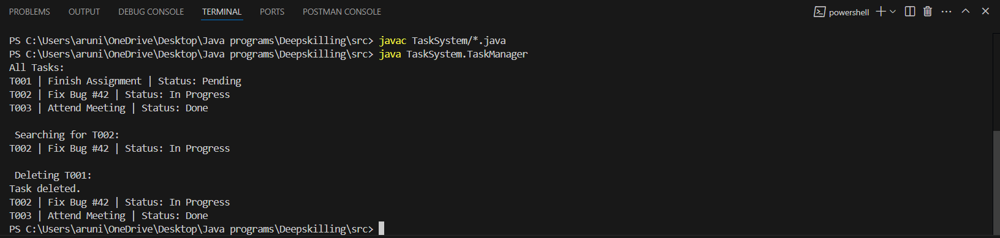 PROBLEMS OUTPUT DEBUG CONSOLE TERMINAL PORTS POSTMAN CONSOLE powershell
PS C:\Users\aruni\OneDrive\Desktop\Java programs\Deepskilling\src> javac TaskSystem/*.java
PS C:\Users\aruni\OneDrive\Desktop\Java programs\Deepskilling\src> java TaskSystem.TaskManager
All Tasks:
T001 | Finish Assignment | Status: Pending
T002 | Fix Bug #42 | Status: In Progress
T003 | Attend Meeting | Status: Done
Searching for T002:
T002 | Fix Bug #42 | Status: In Progress
Deleting T001:
Task deleted.
T002 | Fix Bug #42 | Status: In Progress
T003 | Attend Meeting | Status: Done
PS C:\Users\aruni\OneDrive\Desktop\Java programs\Deepskilling\src>